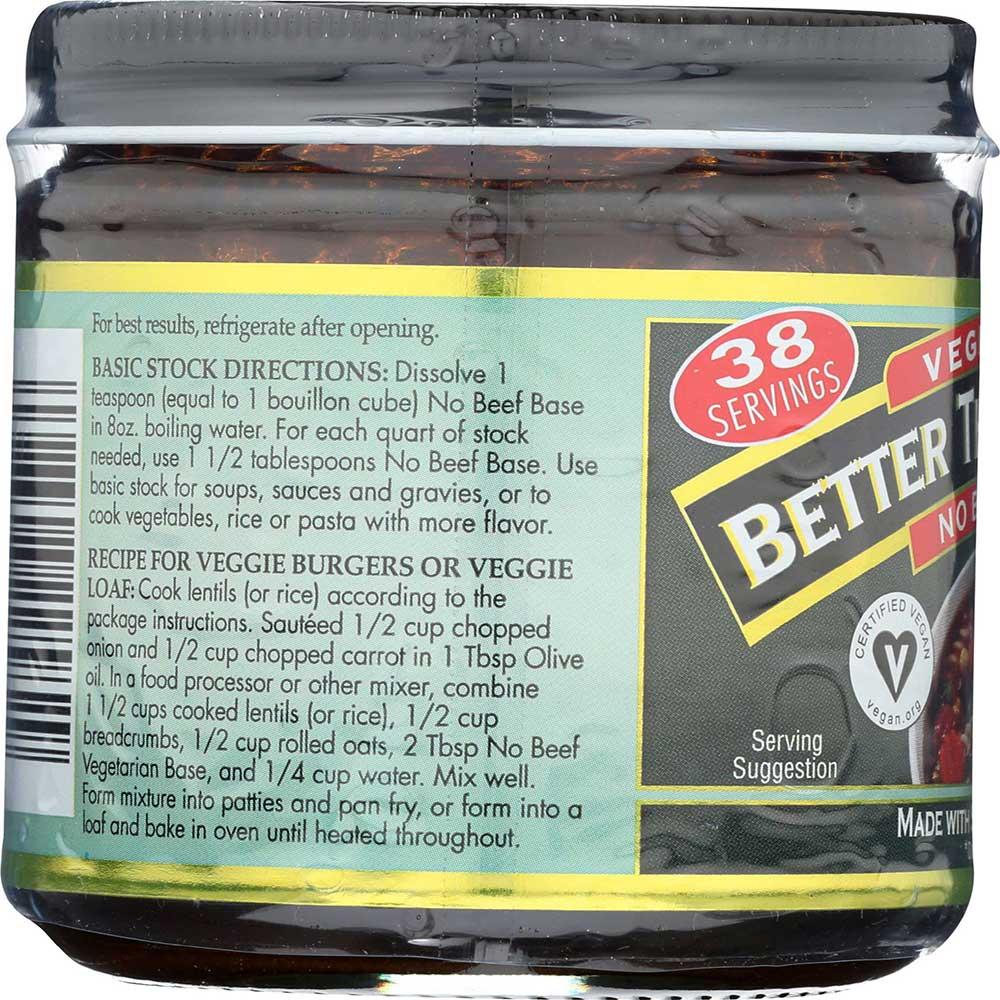 For best results, refrigerate after opening.
BASIC STOCK DIRECTIONS: Dissolve 1
teaspoon (equal to 1 bouillon cube) No Beef Base
in 8oz. boiling water. For each quart of stock
needed, use 1 1/2 tablespoons No Beef Base. Use
basic stock for soups, sauces and gravies, or to
cook vegetables, rice or pasta with more flavor.
RECIPE FOR VEGGIE BURGERS OR VEGGIE
LOAF: Cook lentils (or rice) according to the
package instructions. Sautéed 1/2 cup chopped
onion and 1/2 cup chopped carrot in 1 Tbsp Olive
oil. In a food processor or other mixer, combine
1 1/2 cups cooked lentils (or rice), 1/2 cup
breadcrumbs, 1/2 cup rolled oats, 2 Tbsp No Beef
Vegetarian Base, and 1/4 cup water. Mix well.
Form mixture into patties and pan fry, or form into a
loaf and bake in oven until heated throughout.
38
SERVINGS
VEG
BETTER
NO
CERTIFIED VEGAN
V
vegan.org
Serving
Suggestion
MADE WITH